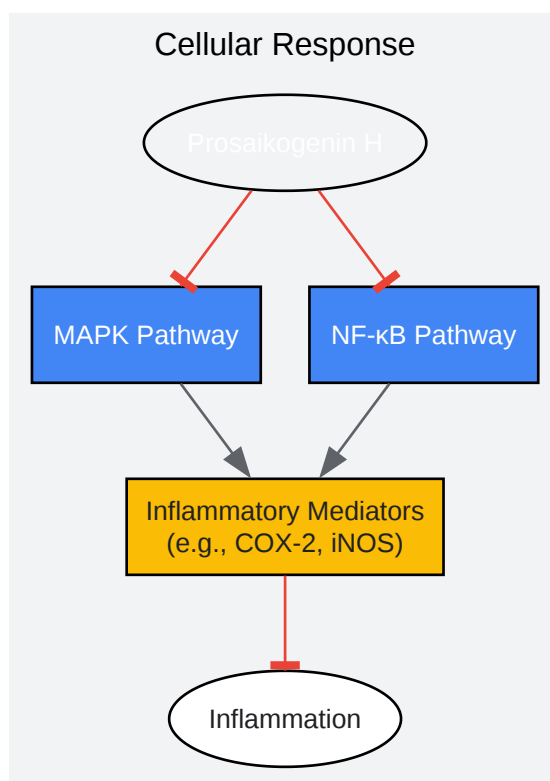 Cellular Response
Prosaikogenin H
MAPK Pathway
NF-κB Pathway
Inflammatory Mediators
(e.g., COX-2, iNOS)
Inflammation